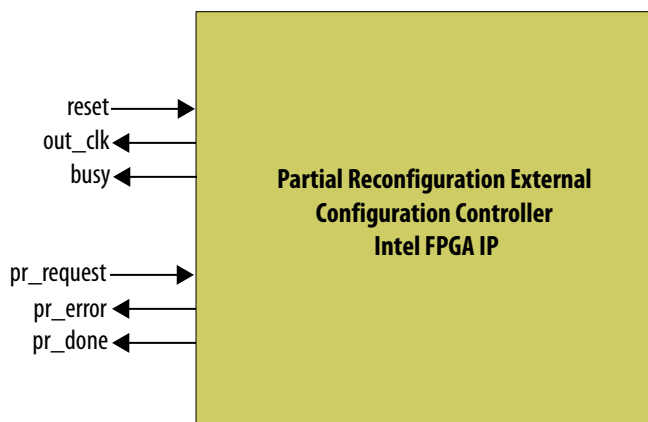 reset
out_clk
busy
Partial Reconfiguration External
Configuration Controller
Intel FPGA IP
pr_request
pr_error
pr_done